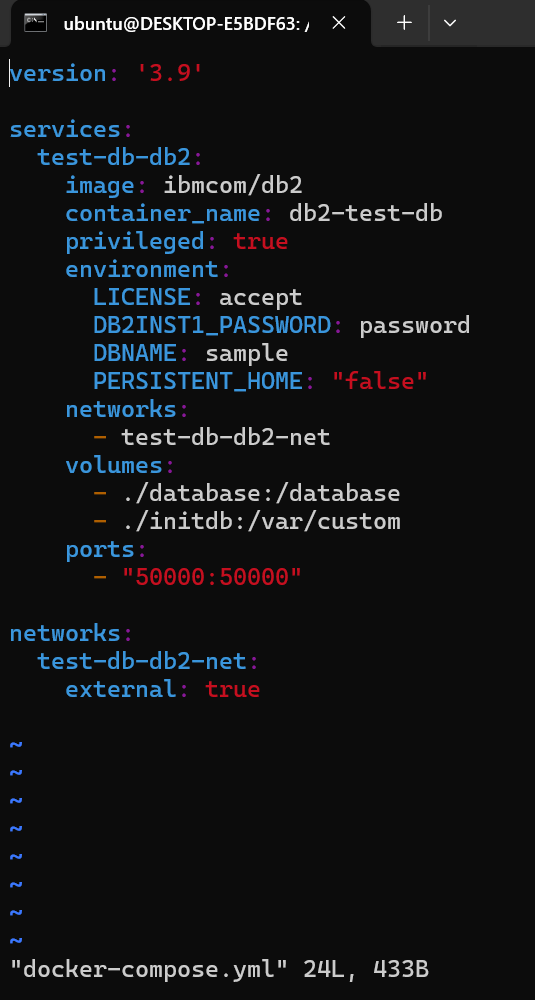 ubuntu@DESKTOP-E5BDF63: /
version: '3.9'

services:
  test-db-db2:
    image: ibmcom/db2
    container_name: db2-test-db
    privileged: true
    environment:
      LICENSE: accept
      DB2INST1_PASSWORD: password
      DBNAME: sample
      PERSISTENT_HOME: "false"
    networks:
      - test-db-db2-net
    volumes:
      - ./database:/database
      - ./initdb:/var/custom
    ports:
      - "50000:50000"

networks:
  test-db-db2-net:
    external: true

~
~
~
~
~
~
~
~
"docker-compose.yml" 24L, 433B